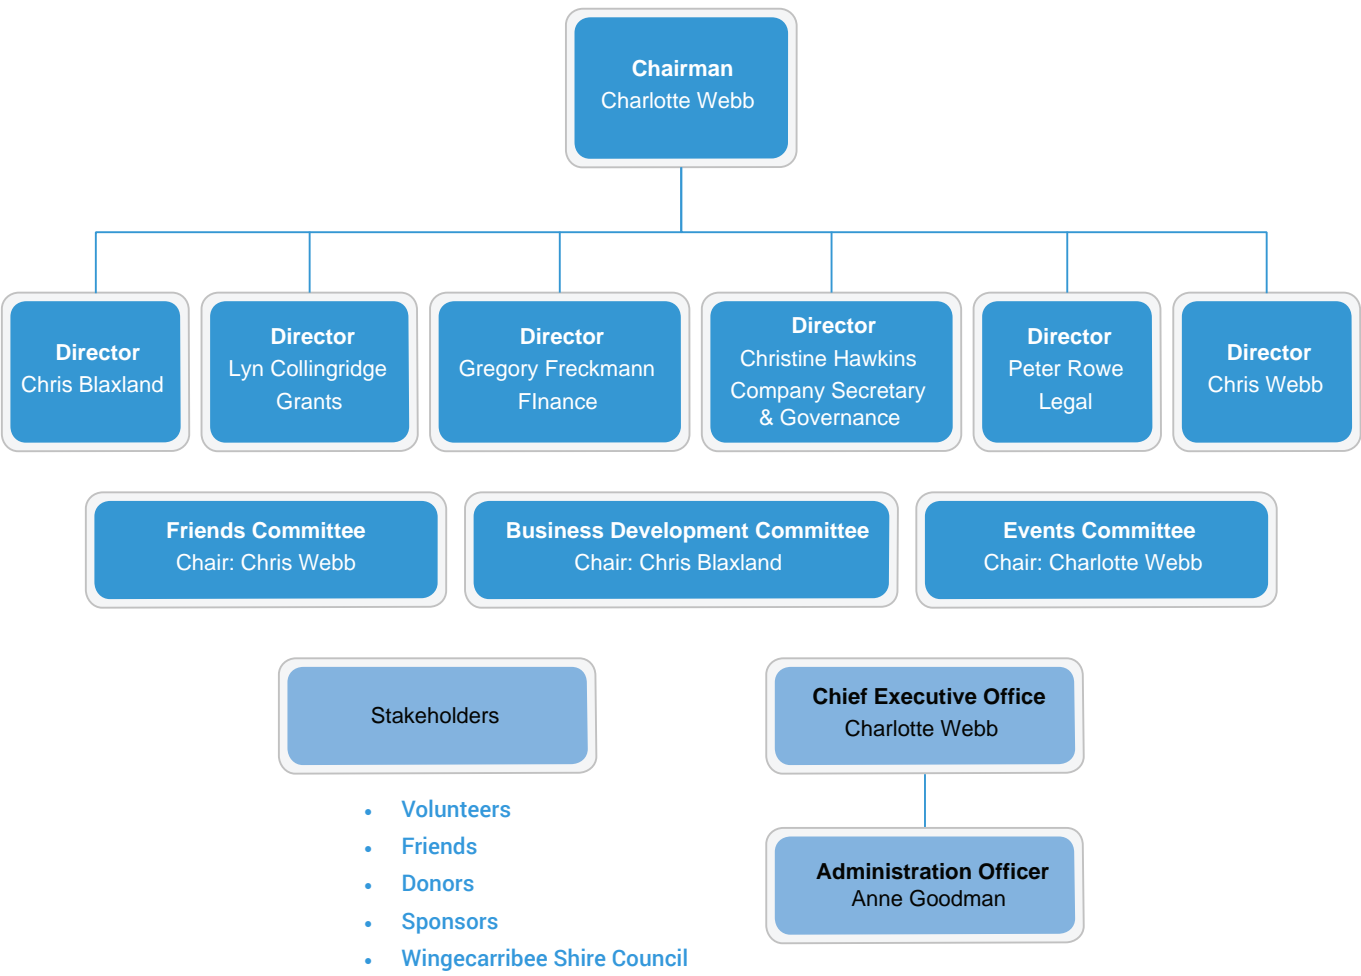 Chairman
Charlotte Webb
Director
Chris Blaxland
Director
Lyn Collingridge
Grants
Director
Gregory Freckmann
FInance
Director
Christine Hawkins
Company Secretary
& Governance
Director
Peter Rowe
Legal
Director
Chris Webb
Friends Committee
Chair: Chris Webb
Business Development Committee
Chair: Chris Blaxland
Events Committee
Chair: Charlotte Webb
Stakeholders
• Volunteers
• Friends
• Donors
• Sponsors
• Wingecarribee Shire Council
Chief Executive Office
Charlotte Webb
Administration Officer
Anne Goodman